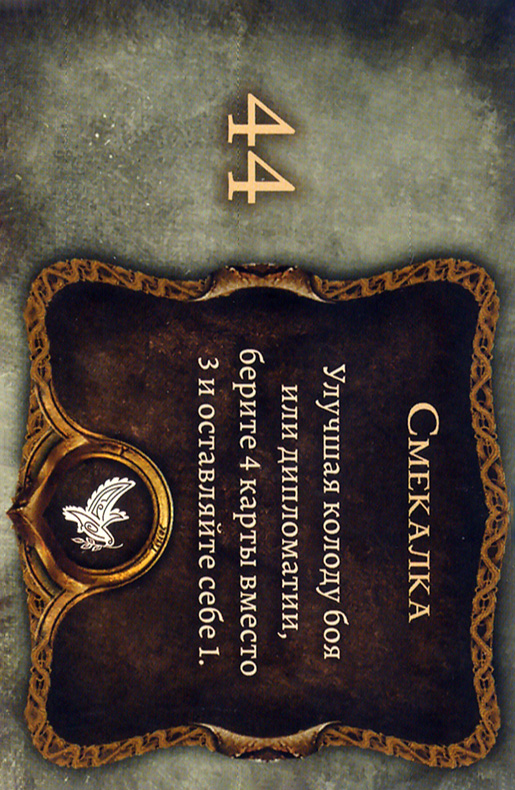 44
Смекалка
Улучшая колоду боя
или дипломатии,
берите 4 карты вместо
3 и оставляйте себе 1.